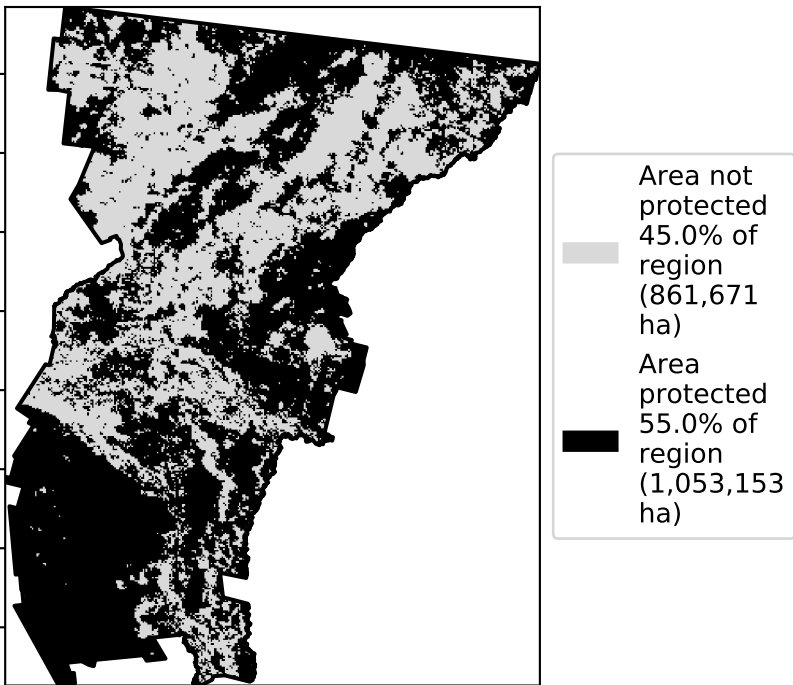 Area not
protected
45.0% of
region
(861,671
ha)
Area
protected
55.0% of
region
(1,053,153
ha)